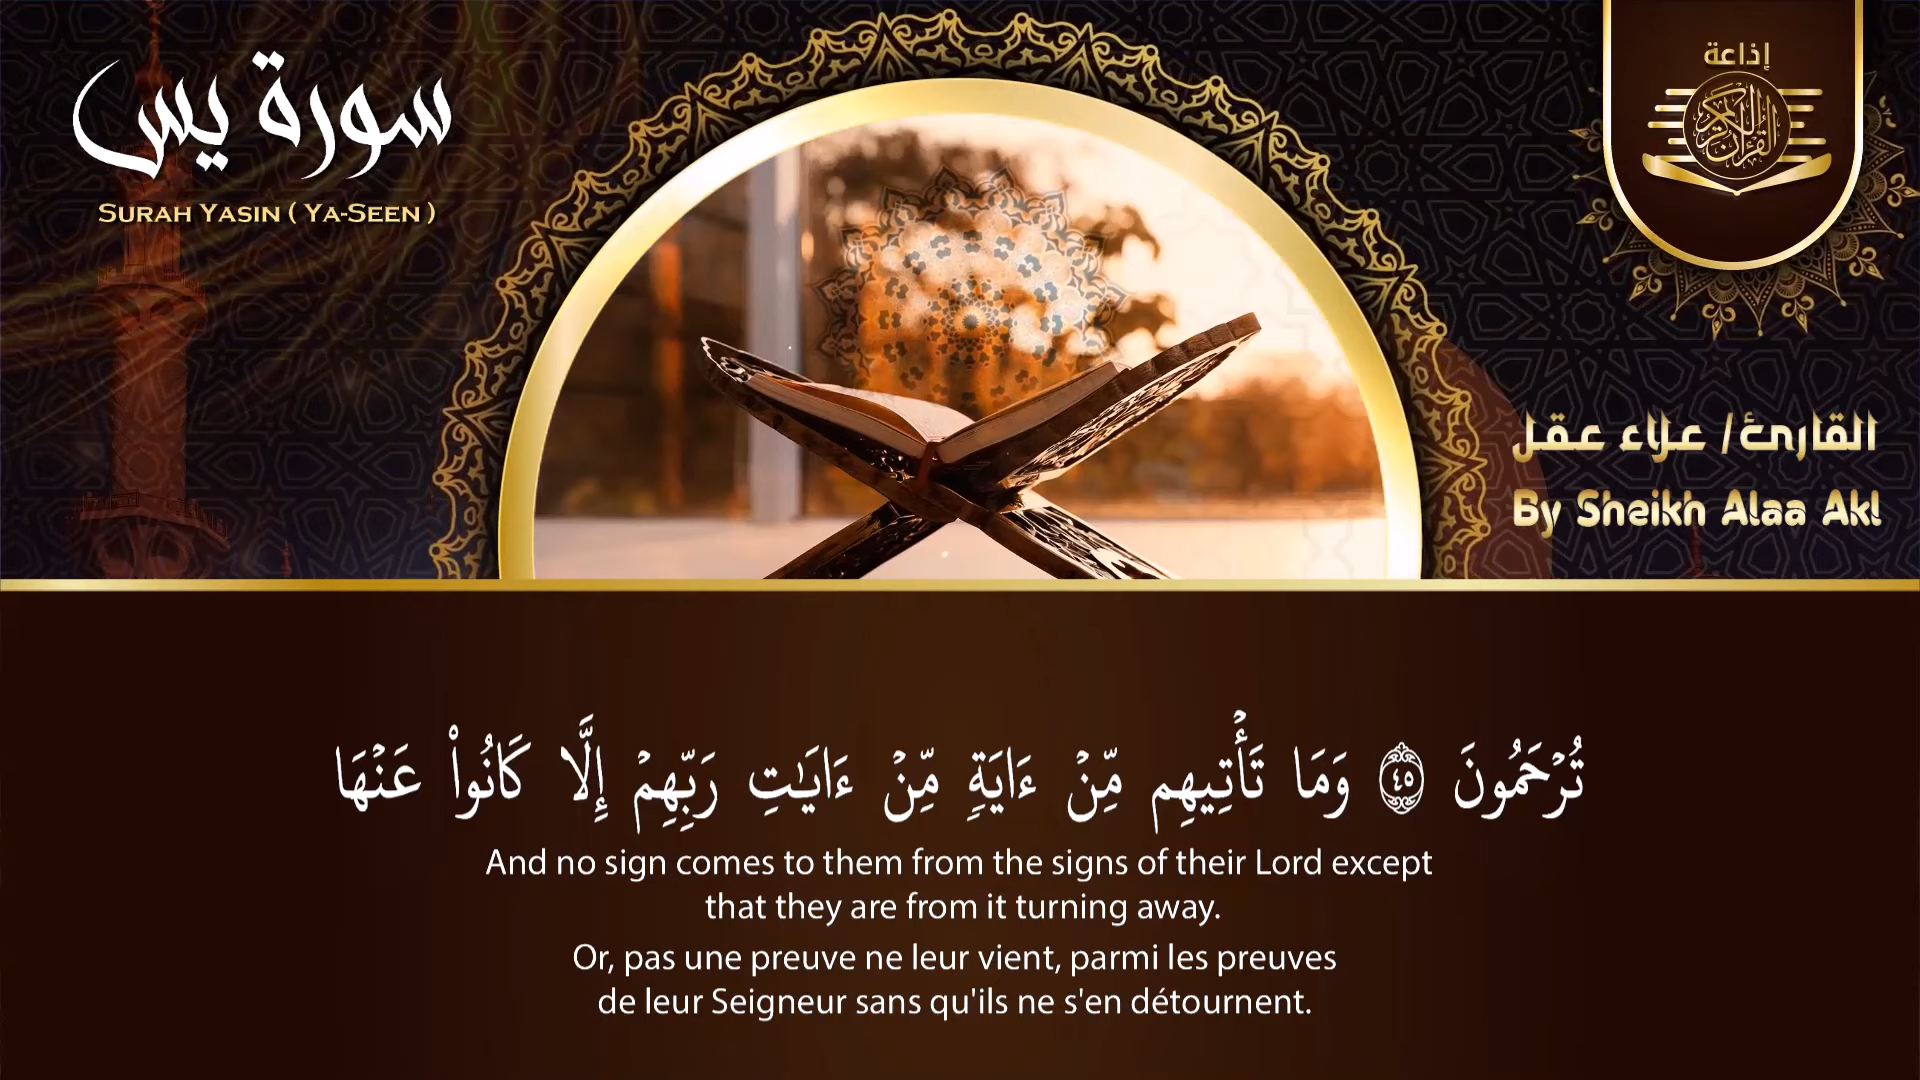 سورة يس
SURAH YASIN ( YA-SEEN )
إذاعة
القرآن الكريم
القارئ/ علاء عقل
By Sheikh Alaa Akl
تُرْحَمُونَ ٤٥ وَمَا تَأْتِيهِم مِّنْ ءَايَةٍ مِّنْ ءَايَٰتِ رَبِّهِمْ إِلَّا كَانُوا۟ عَنْهَا
And no sign comes to them from the signs of their Lord except
that they are from it turning away.
Or, pas une preuve ne leur vient, parmi les preuves
de leur Seigneur sans qu'ils ne s'en détournent.